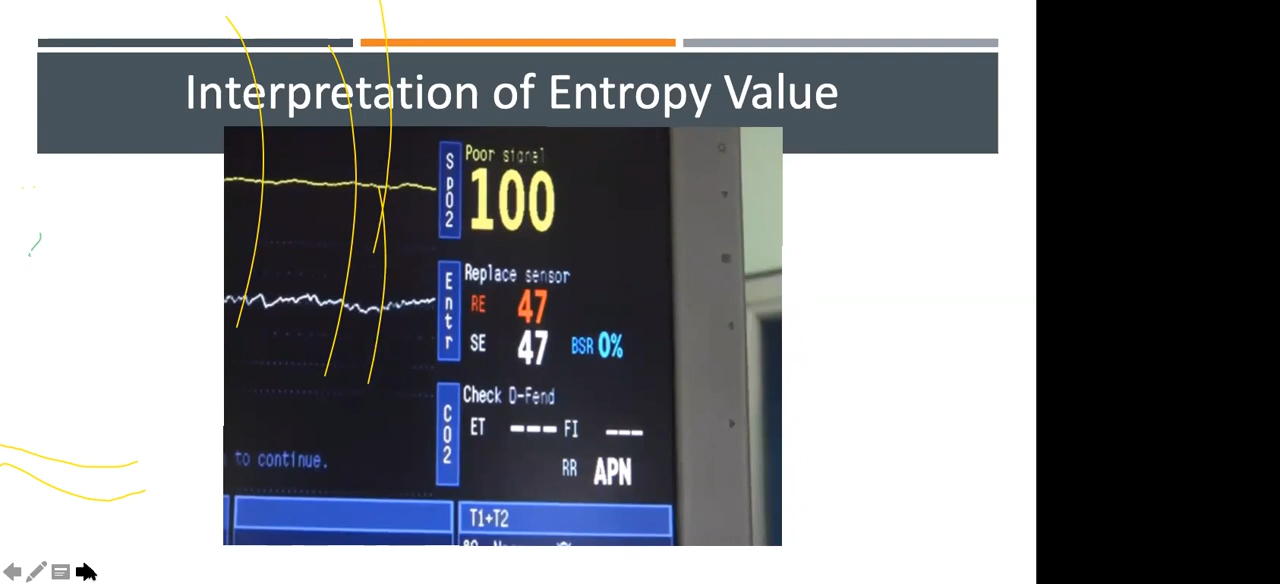 Interpretation of Entropy Value
SpO2
Poor signal
100
Entr
Replace sensor
RE 47
SE 47 BSR 0%
CO2
Check D-Fend
ET --- FI ---
RR APN
to continue.
T1+T2